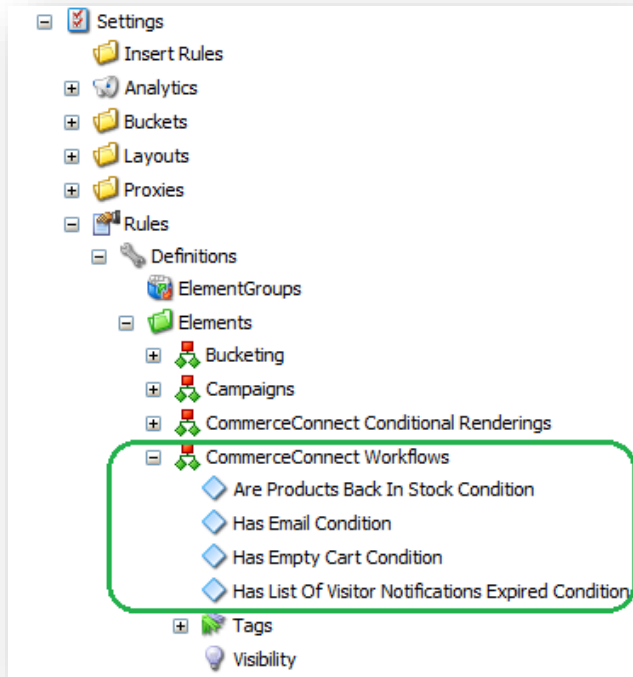 Settings
Insert Rules
Analytics
Buckets
Layouts
Proxies
Rules
Definitions
ElementGroups
Elements
Bucketing
Campaigns
CommerceConnect Conditional Renderings
CommerceConnect Workflows
Are Products Back In Stock Condition
Has Email Condition
Has Empty Cart Condition
Has List Of Visitor Notifications Expired Condition
Tags
Visibility